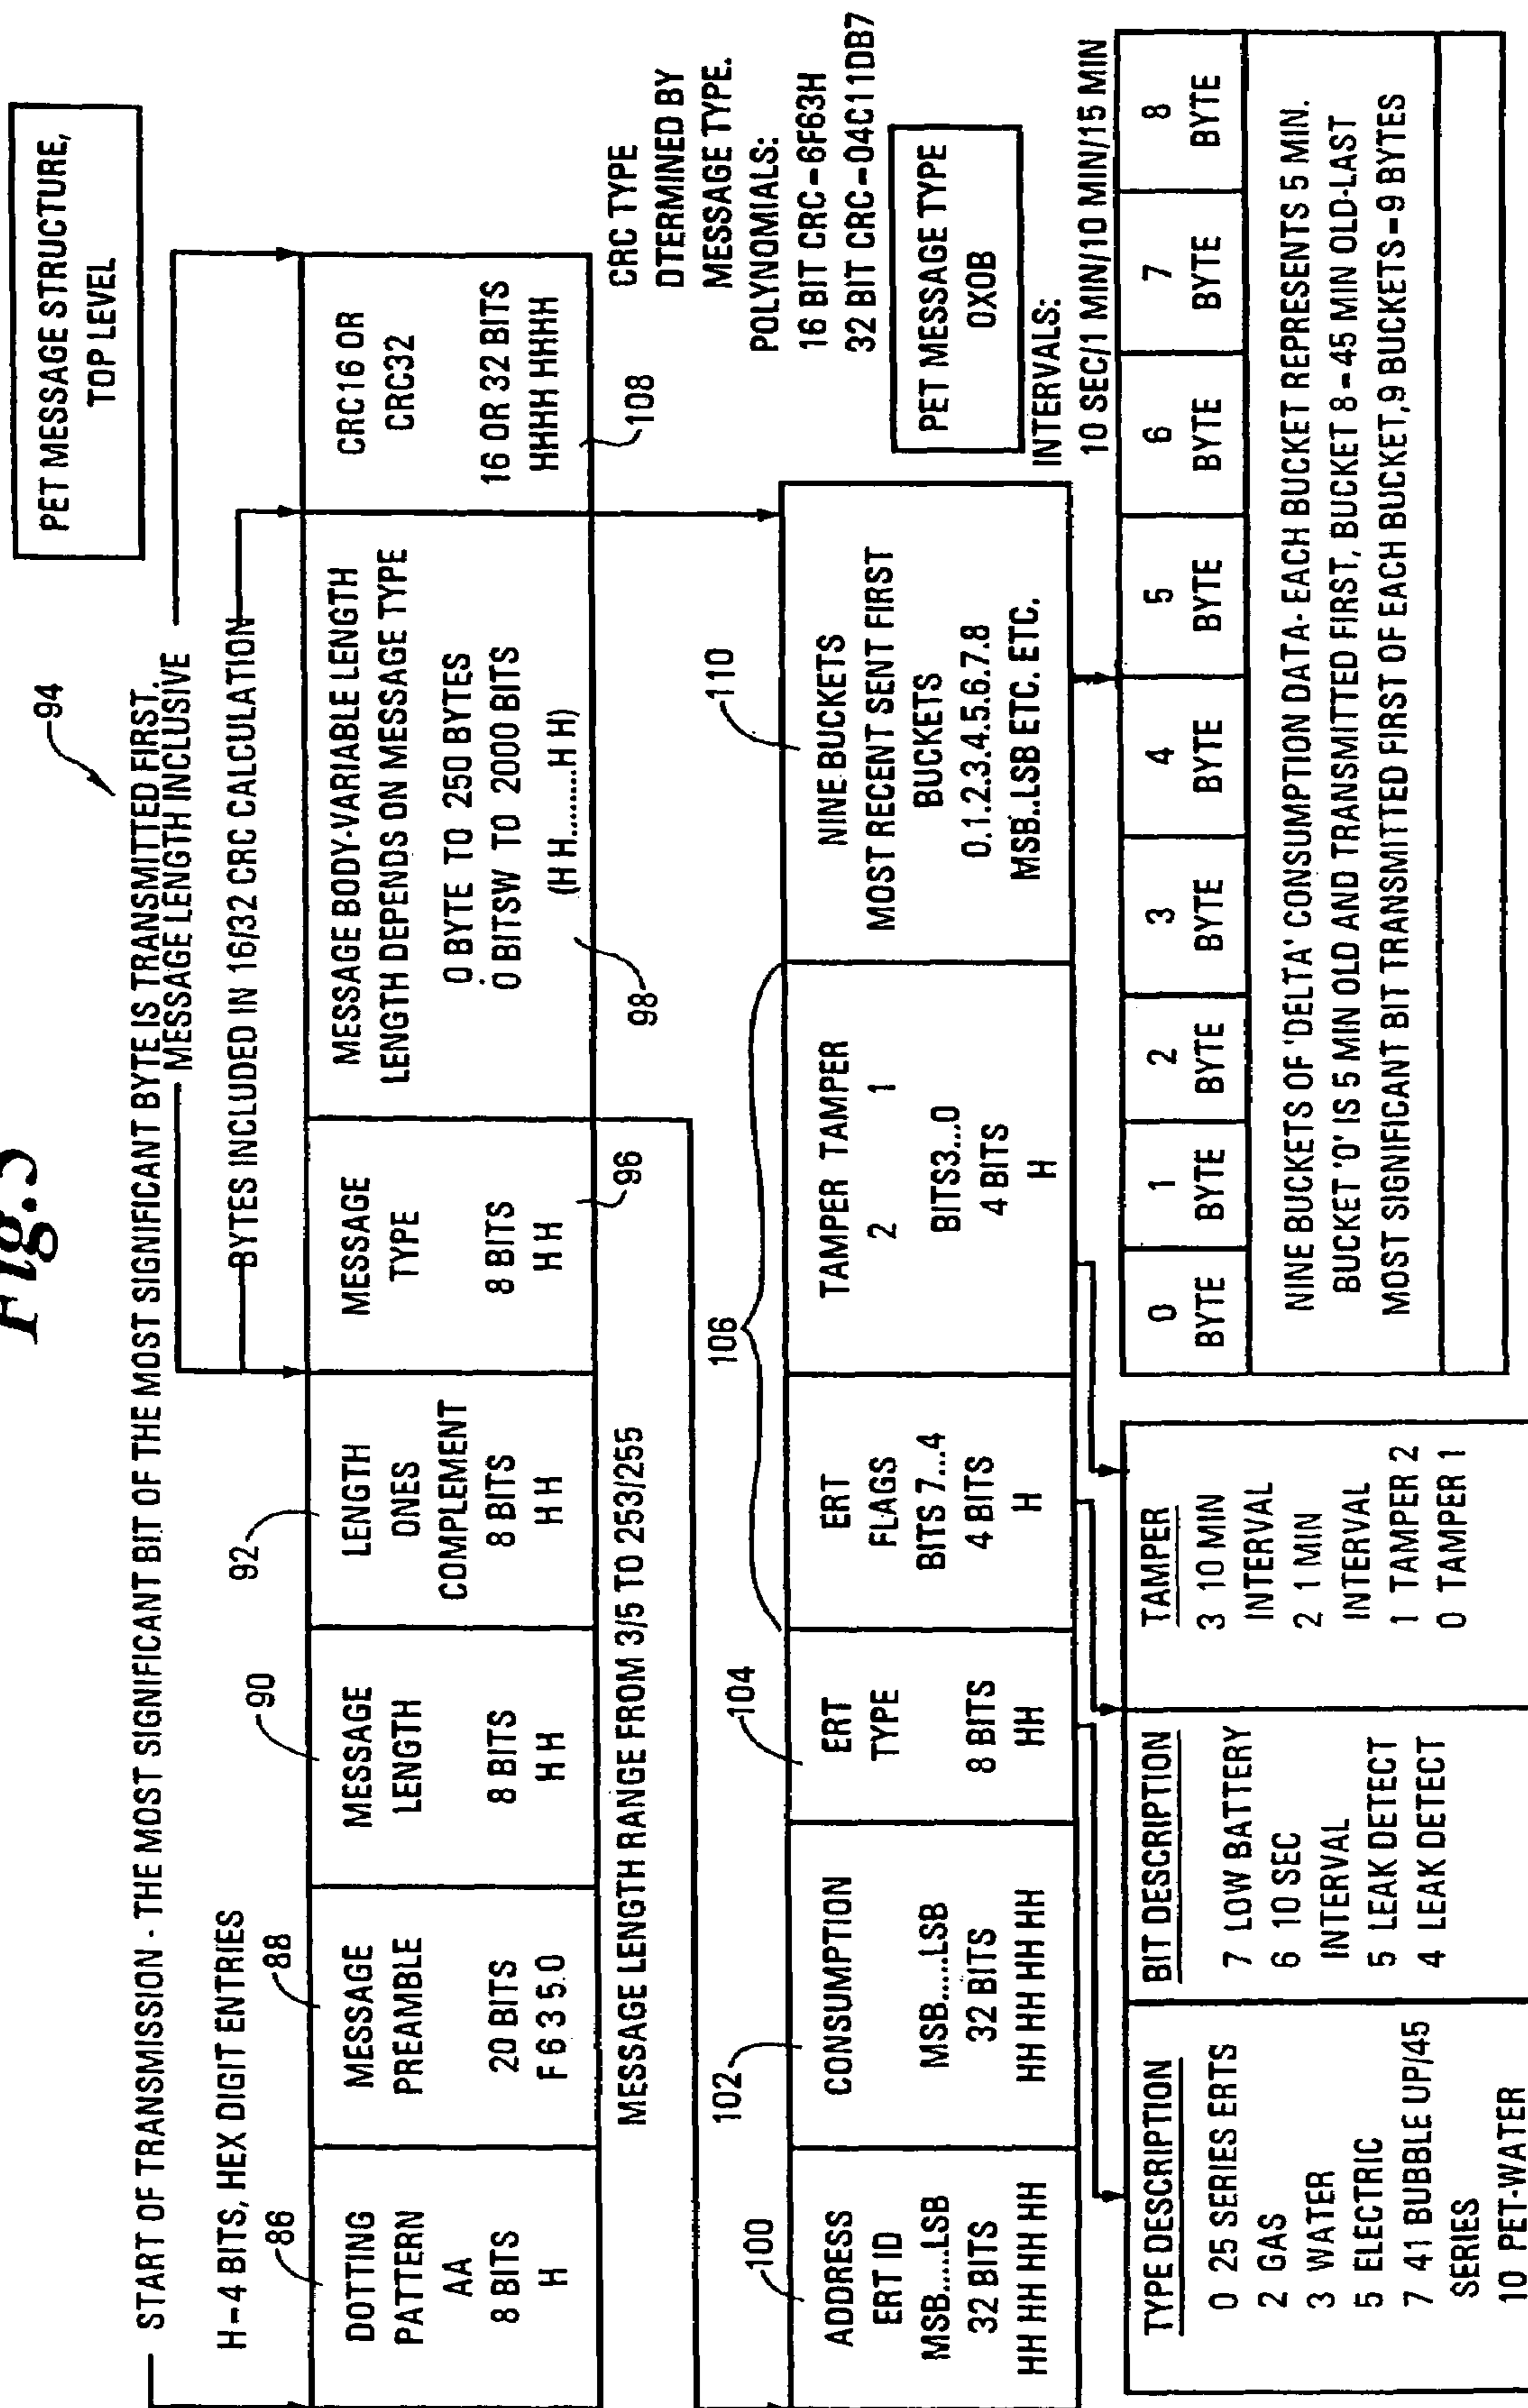 Fig.5
PET MESSAGE STRUCTURE,
TOP LEVEL
94
START OF TRANSMISSION - THE MOST SIGNIFICANT BIT OF THE MOST SIGNIFICANT BYTE IS TRANSMITTED FIRST.
MESSAGE LENGTH INCLUSIVE
H-4 BITS, HEX DIGIT ENTRIES
BYTES INCLUDED IN 16/32 CRC CALCULATION
86
DOTTING
PATTERN
AA
8 BITS
H
88
MESSAGE
PREAMBLE
20 BITS
F 6 3 5.0
90
MESSAGE
LENGTH
8 BITS
H H
92
LENGTH
ONES
COMPLEMENT
8 BITS
H H
MESSAGE
TYPE
8 BITS
H H
96
MESSAGE BODY-VARIABLE LENGTH
LENGTH DEPENDS ON MESSAGE TYPE
0 BYTE TO 250 BYTES
0 BITSW TO 2000 BITS
(H H........H H)
98
CRC16 OR
CRC32
16 OR 32 BITS
HHHH HHHH
108
MESSAGE LENGTH RANGE FROM 3/5 TO 253/255
CRC TYPE
DTERMINED BY
MESSAGE TYPE.
POLYNOMIALS:
16 BIT CRC=6F63H
32 BIT CRC=04C11DB7
PET MESSAGE TYPE
0X0B
100
ADDRESS
ERT ID
MSB.....LSB
32 BITS
HH HH HH HH
102
CONSUMPTION
MSB.....LSB
32 BITS
HH HH HH HH
104
ERT
TYPE
8 BITS
HH
106
ERT
FLAGS
BITS 7...4
4 BITS
H
TAMPER TAMPER
2 1
BITS3...0
4 BITS
H
110
NINE BUCKETS
MOST RECENT SENT FIRST
BUCKETS
0.1.2.3.4.5.6.7.8
MSB..LSB ETC. ETC.
INTERVALS:
10 SEC/1 MIN/10 MIN/15 MIN
TYPE DESCRIPTION
0 25 SERIES ERTS
2 GAS
3 WATER
5 ELECTRIC
7 41 BUBBLE UP/45
SERIES
10 PET-WATER
BIT DESCRIPTION
7 LOW BATTERY
6 10 SEC
INTERVAL
5 LEAK DETECT
4 LEAK DETECT
TAMPER
3 10 MIN
INTERVAL
2 1 MIN
INTERVAL
1 TAMPER 2
0 TAMPER 1
0 1 2 3 4 5 6 7 8
BYTE BYTE BYTE BYTE BYTE BYTE BYTE BYTE BYTE
NINE BUCKETS OF 'DELTA' CONSUMPTION DATA- EACH BUCKET REPRESENTS 5 MIN.
BUCKET '0' IS 5 MIN OLD AND TRANSMITTED FIRST, BUCKET 8-45 MIN OLD-LAST
MOST SIGNIFICANT BIT TRANSMITTED FIRST OF EACH BUCKET,9 BUCKETS=9 BYTES